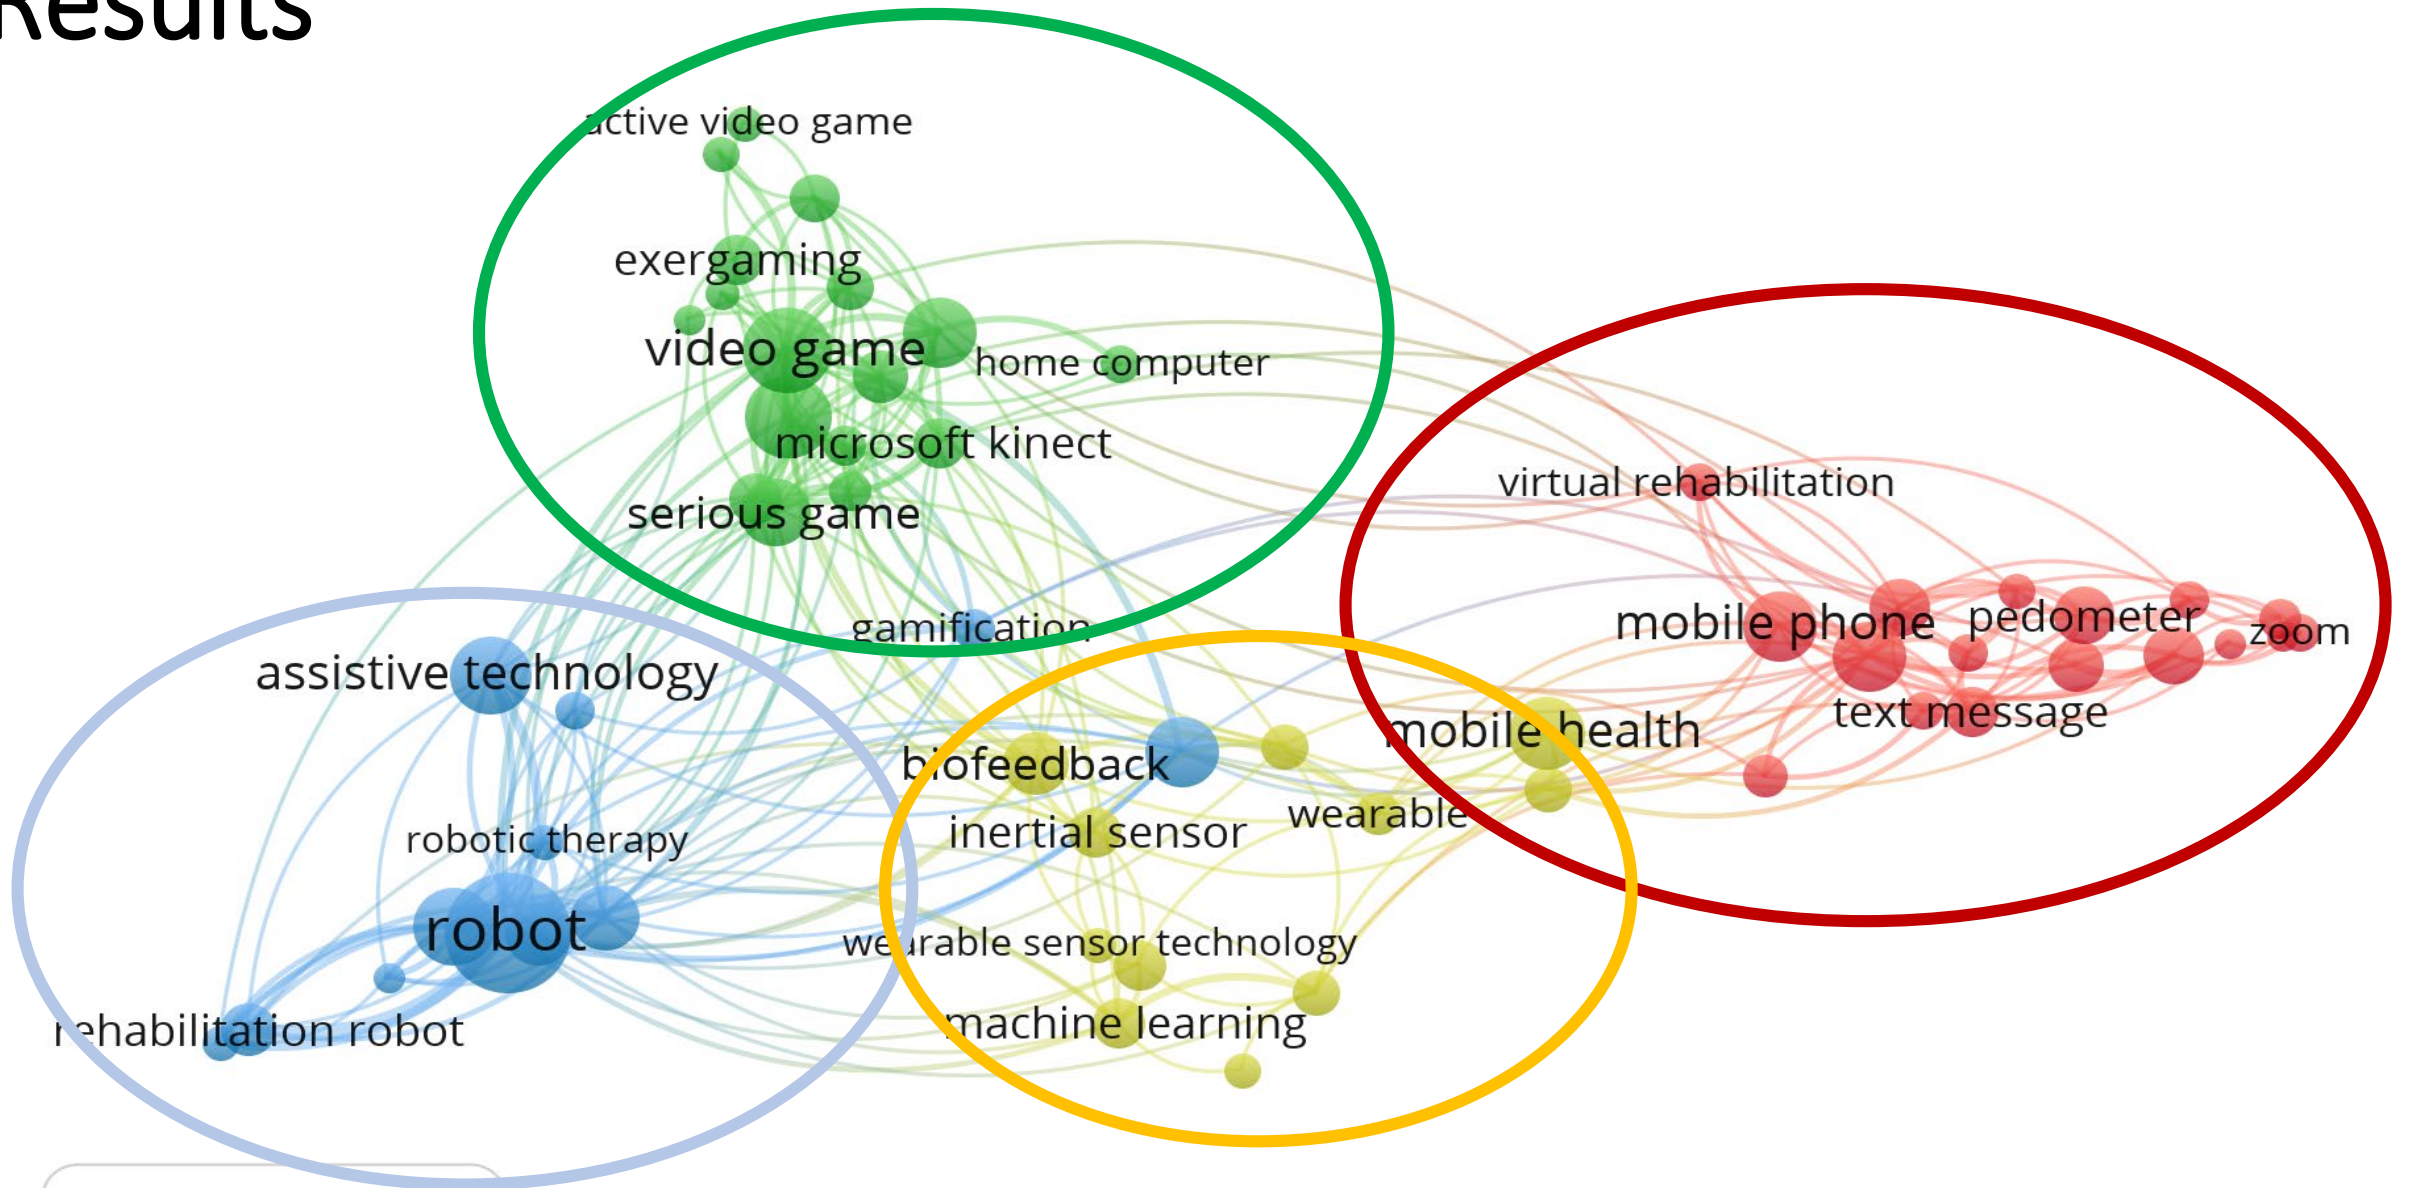 Results
active video game
exergaming
video game
home computer
microsoft kinect
serious game
virtual rehabilitation
gamification
mobile phone
pedometer
zoom
assistive technology
text message
mobile health
biofeedback
wearable
inertial sensor
robotic therapy
robot
wearable sensor technology
rehabilitation robot
machine learning